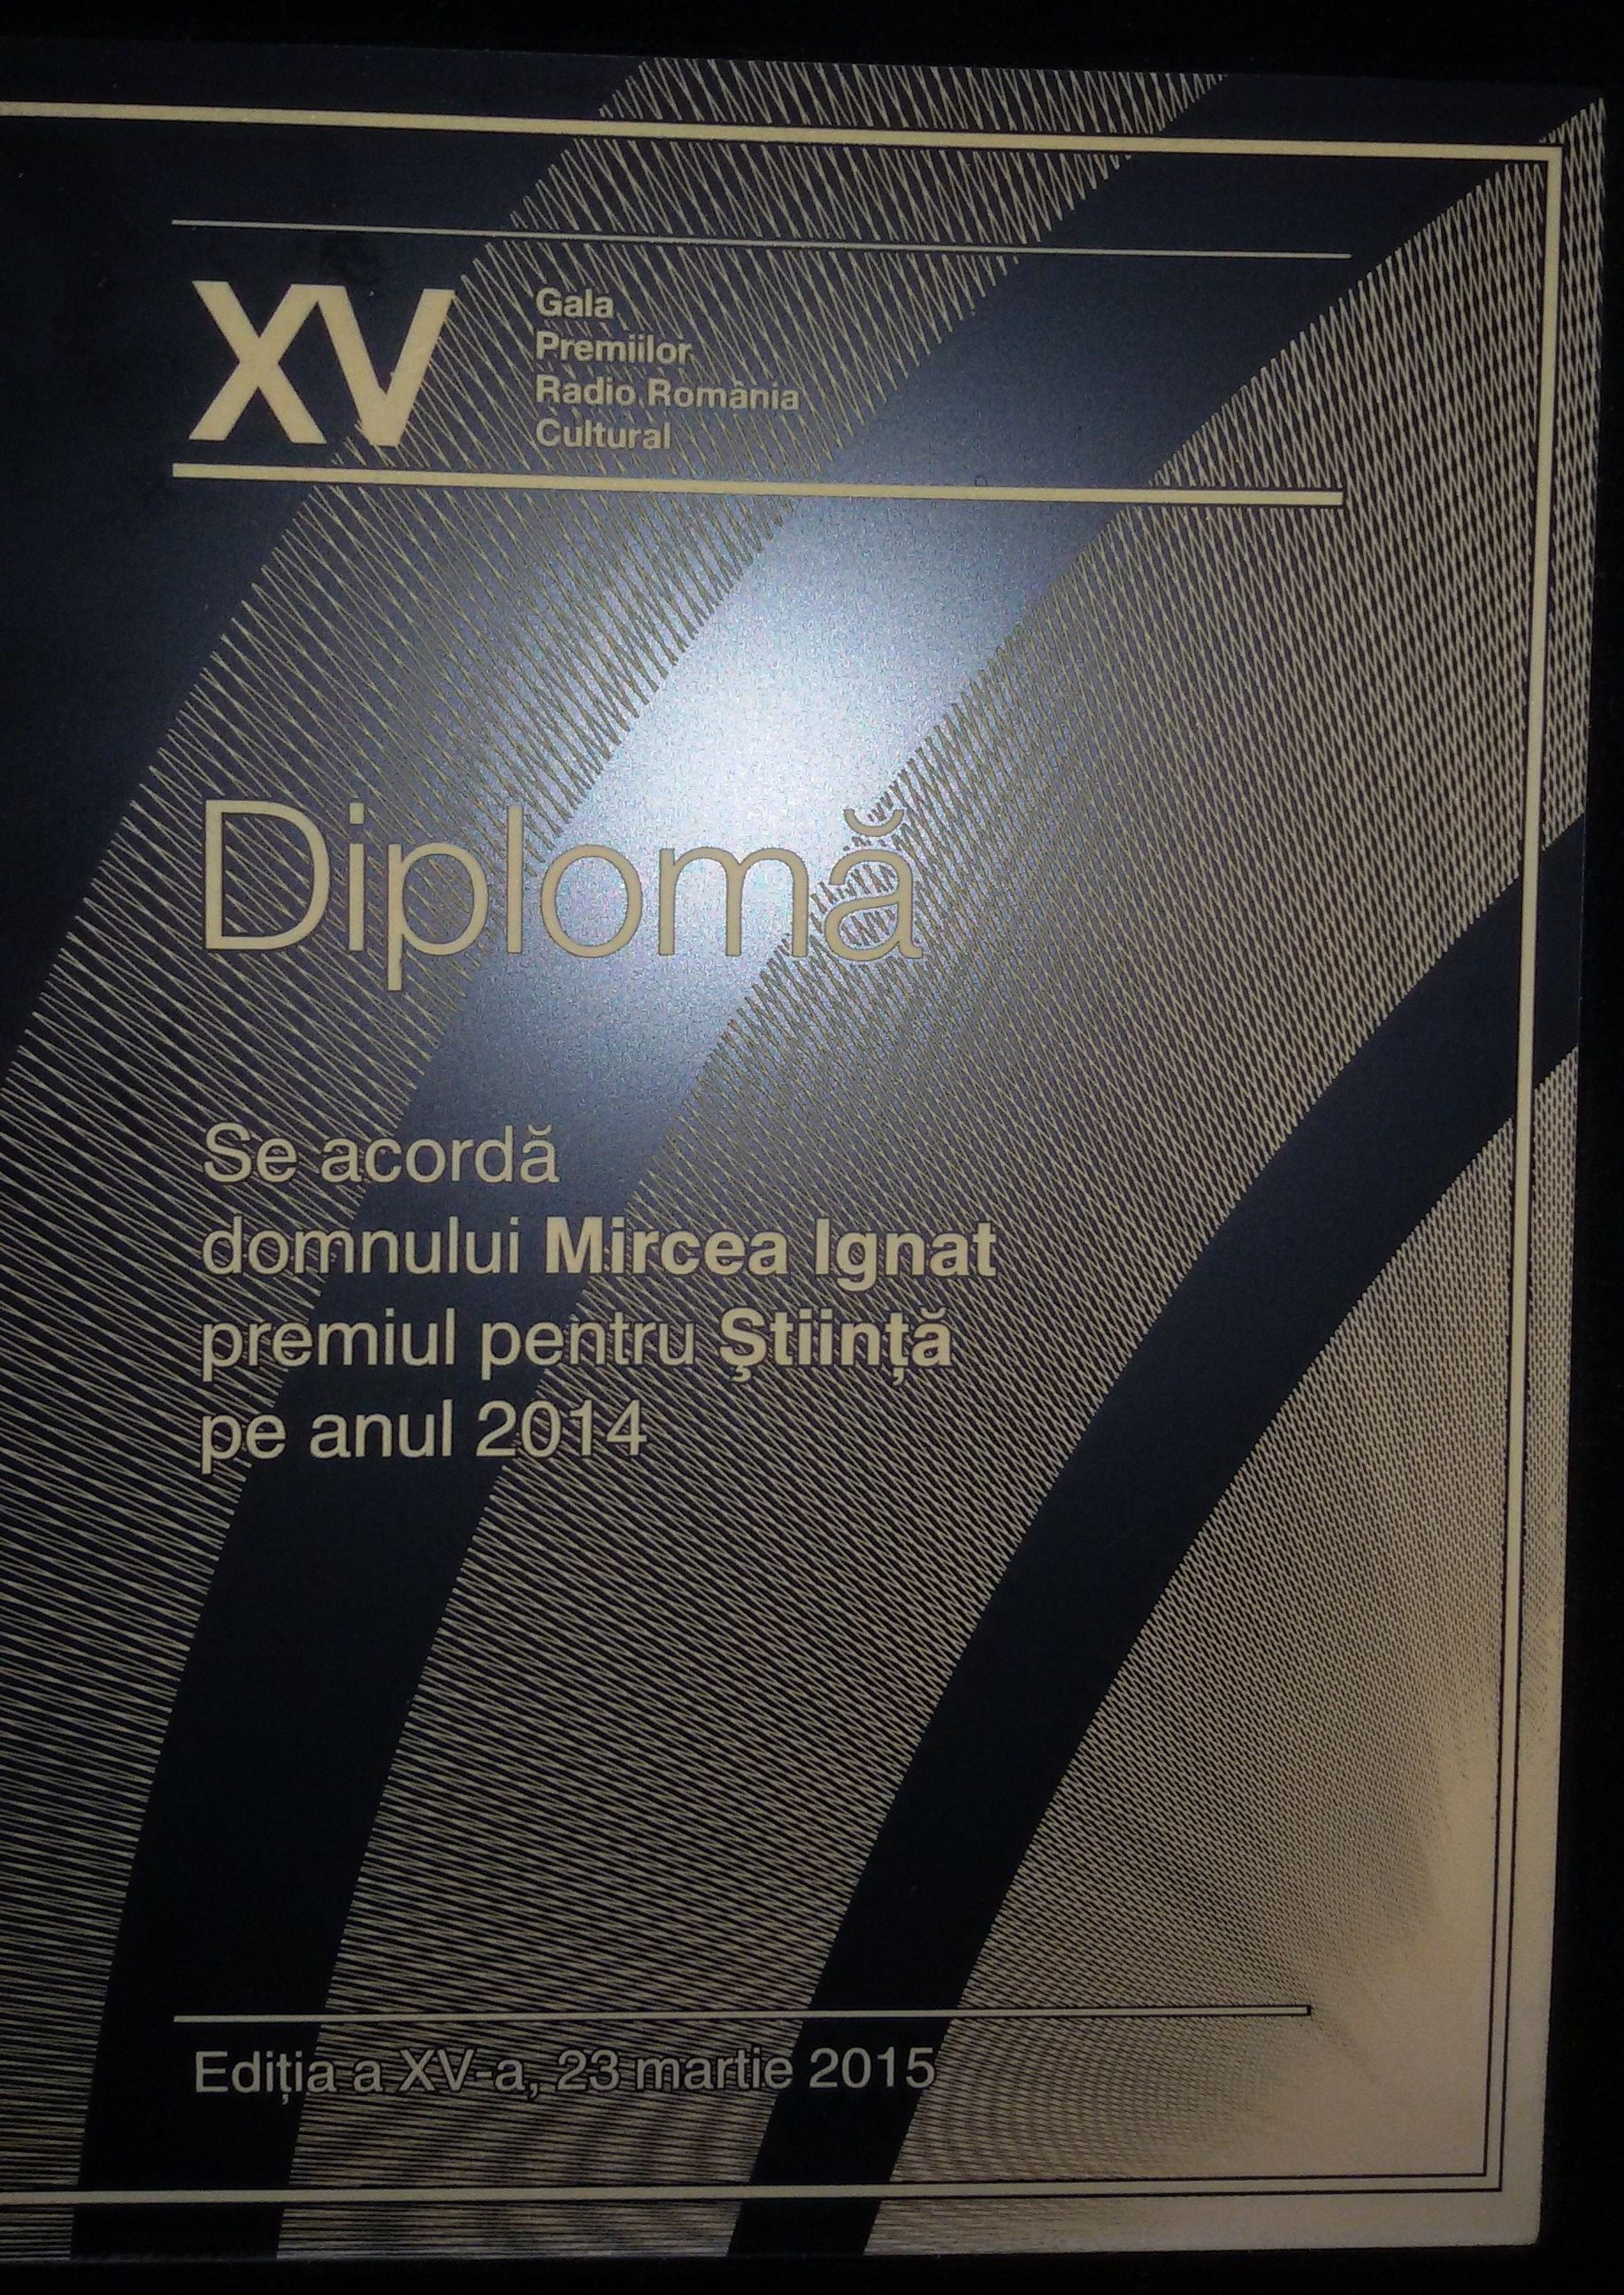 XV
Gala
Premiilor
Radio România
Cultural
Diplomă
Se acordă
domnului Mircea Ignat
premiul pentru Ştiinţă
pe anul 2014
Ediţia a XV-a, 23 martie 2015